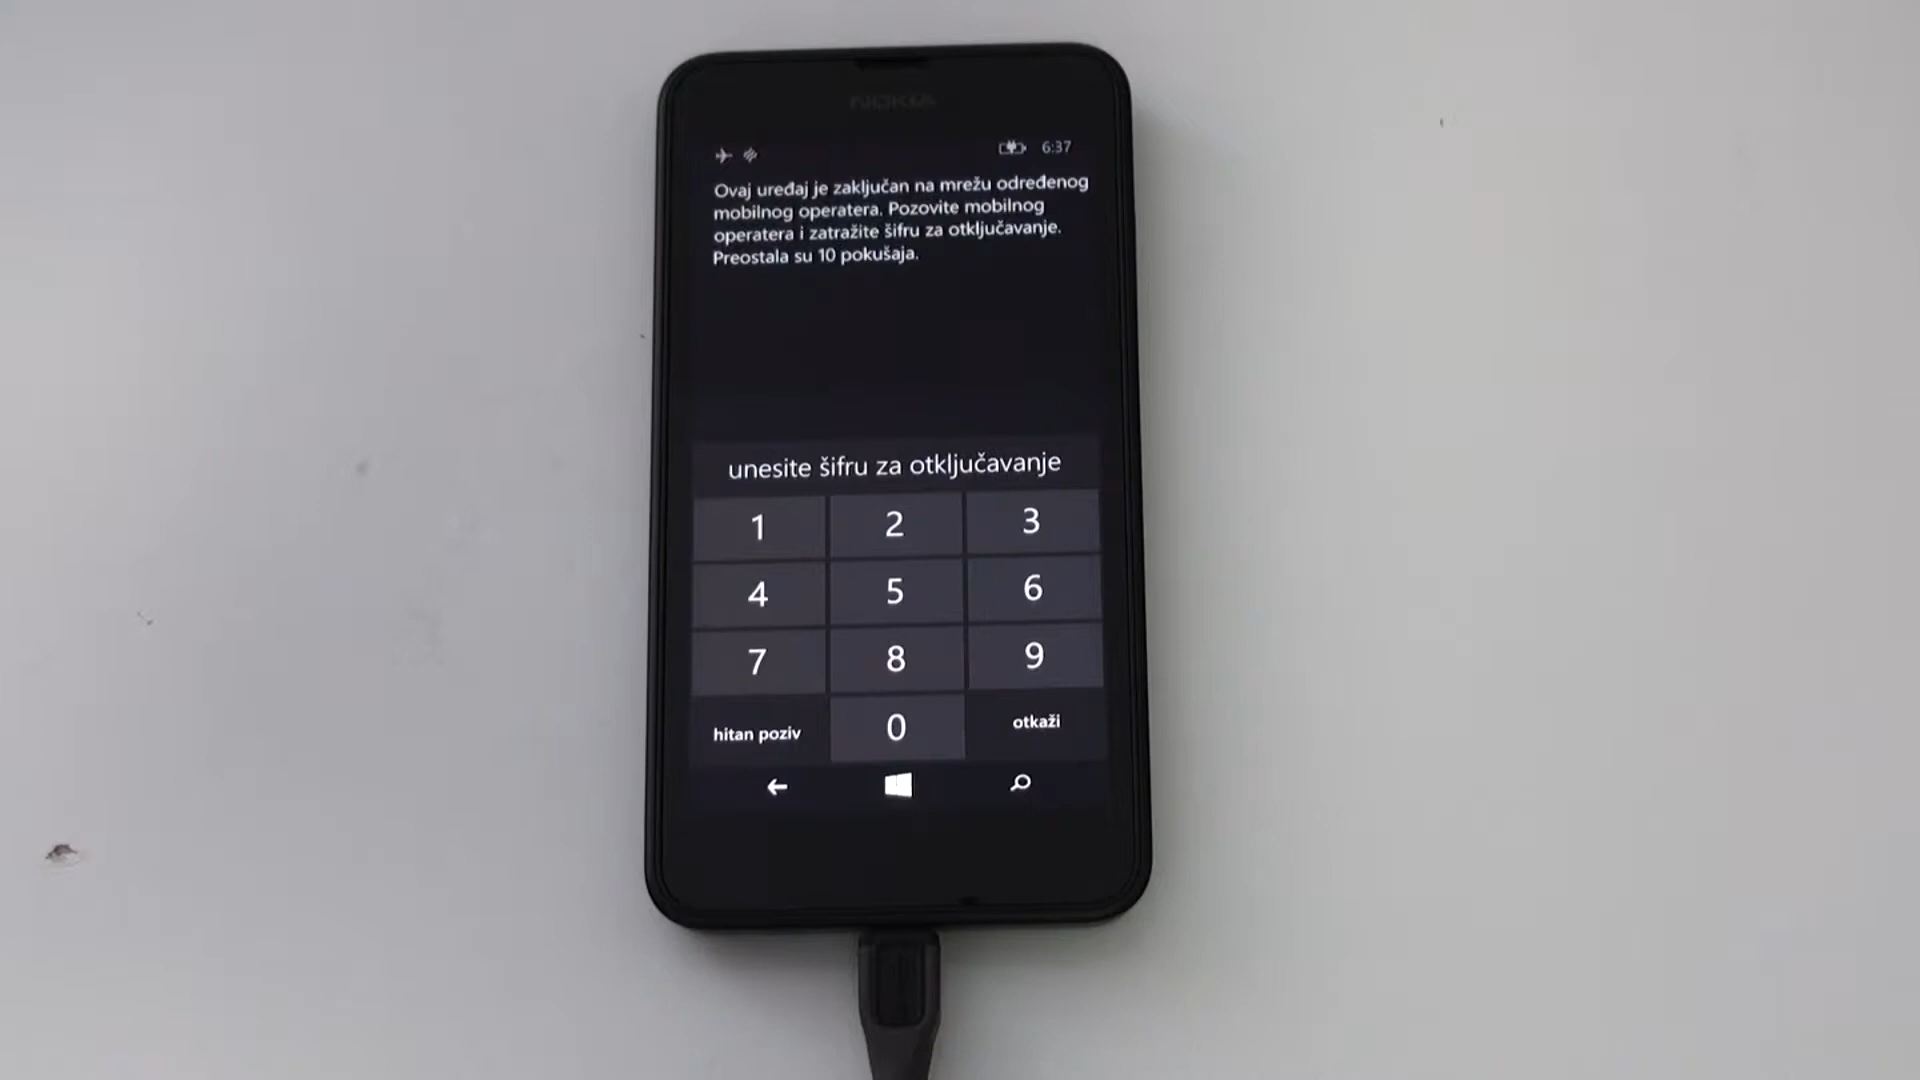 NOKIA
6:37
Ovaj uređaj je zaključan na mrežu određenog
mobilnog operatera. Pozovite mobilnog
operatera i zatražite šifru za otključavanje.
Preostala su 10 pokušaja.
unesite šifru za otključavanje
1 2 3
4 5 6
7 8 9
hitan poziv 0 otkaži